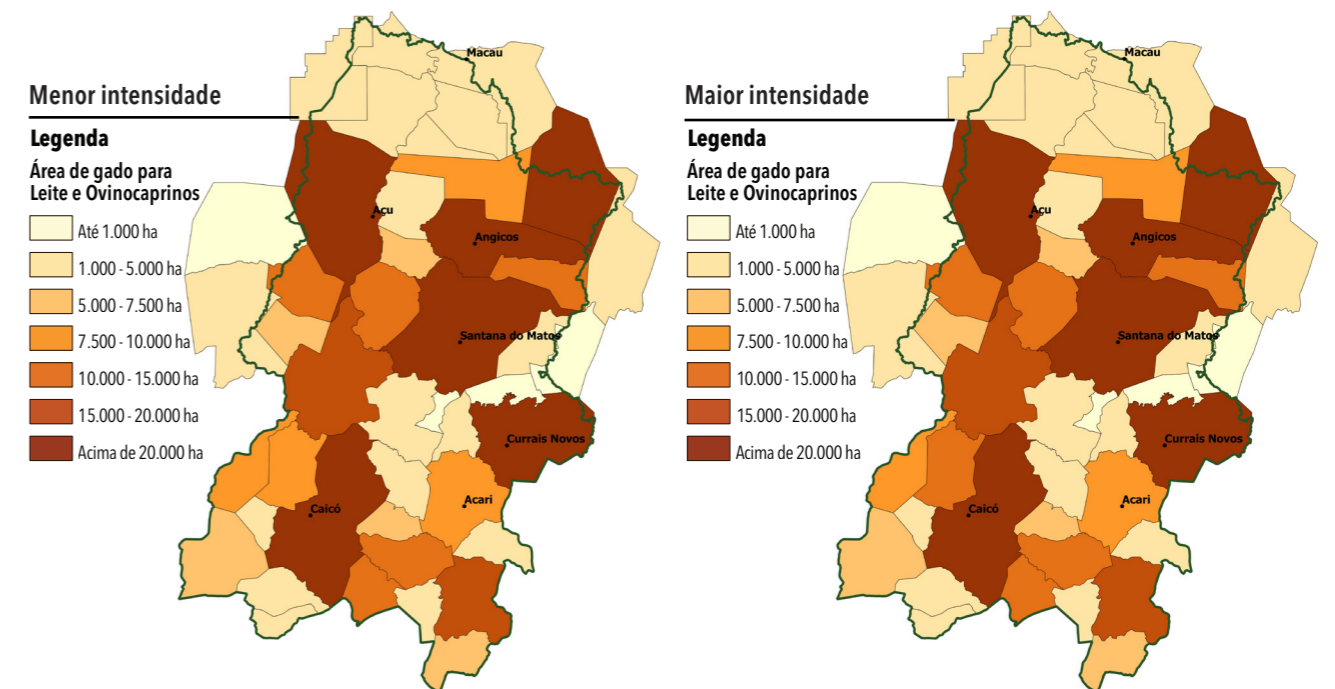 Menor intensidade
Legenda
Área de gado para
Leite e Ovinocaprinos
Até 1.000 ha
1.000 - 5.000 ha
5.000 - 7.500 ha
7.500 - 10.000 ha
10.000 - 15.000 ha
15.000 - 20.000 ha
Acima de 20.000 ha
Macau
Açu
Angicos
Santana do Matos
Currais Novos
Acari
Caicó
Maior intensidade
Legenda
Área de gado para
Leite e Ovinocaprinos
Até 1.000 ha
1.000 - 5.000 ha
5.000 - 7.500 ha
7.500 - 10.000 ha
10.000 - 15.000 ha
15.000 - 20.000 ha
Acima de 20.000 ha
Macau
Açu
Angicos
Santana do Matos
Currais Novos
Acari
Caicó